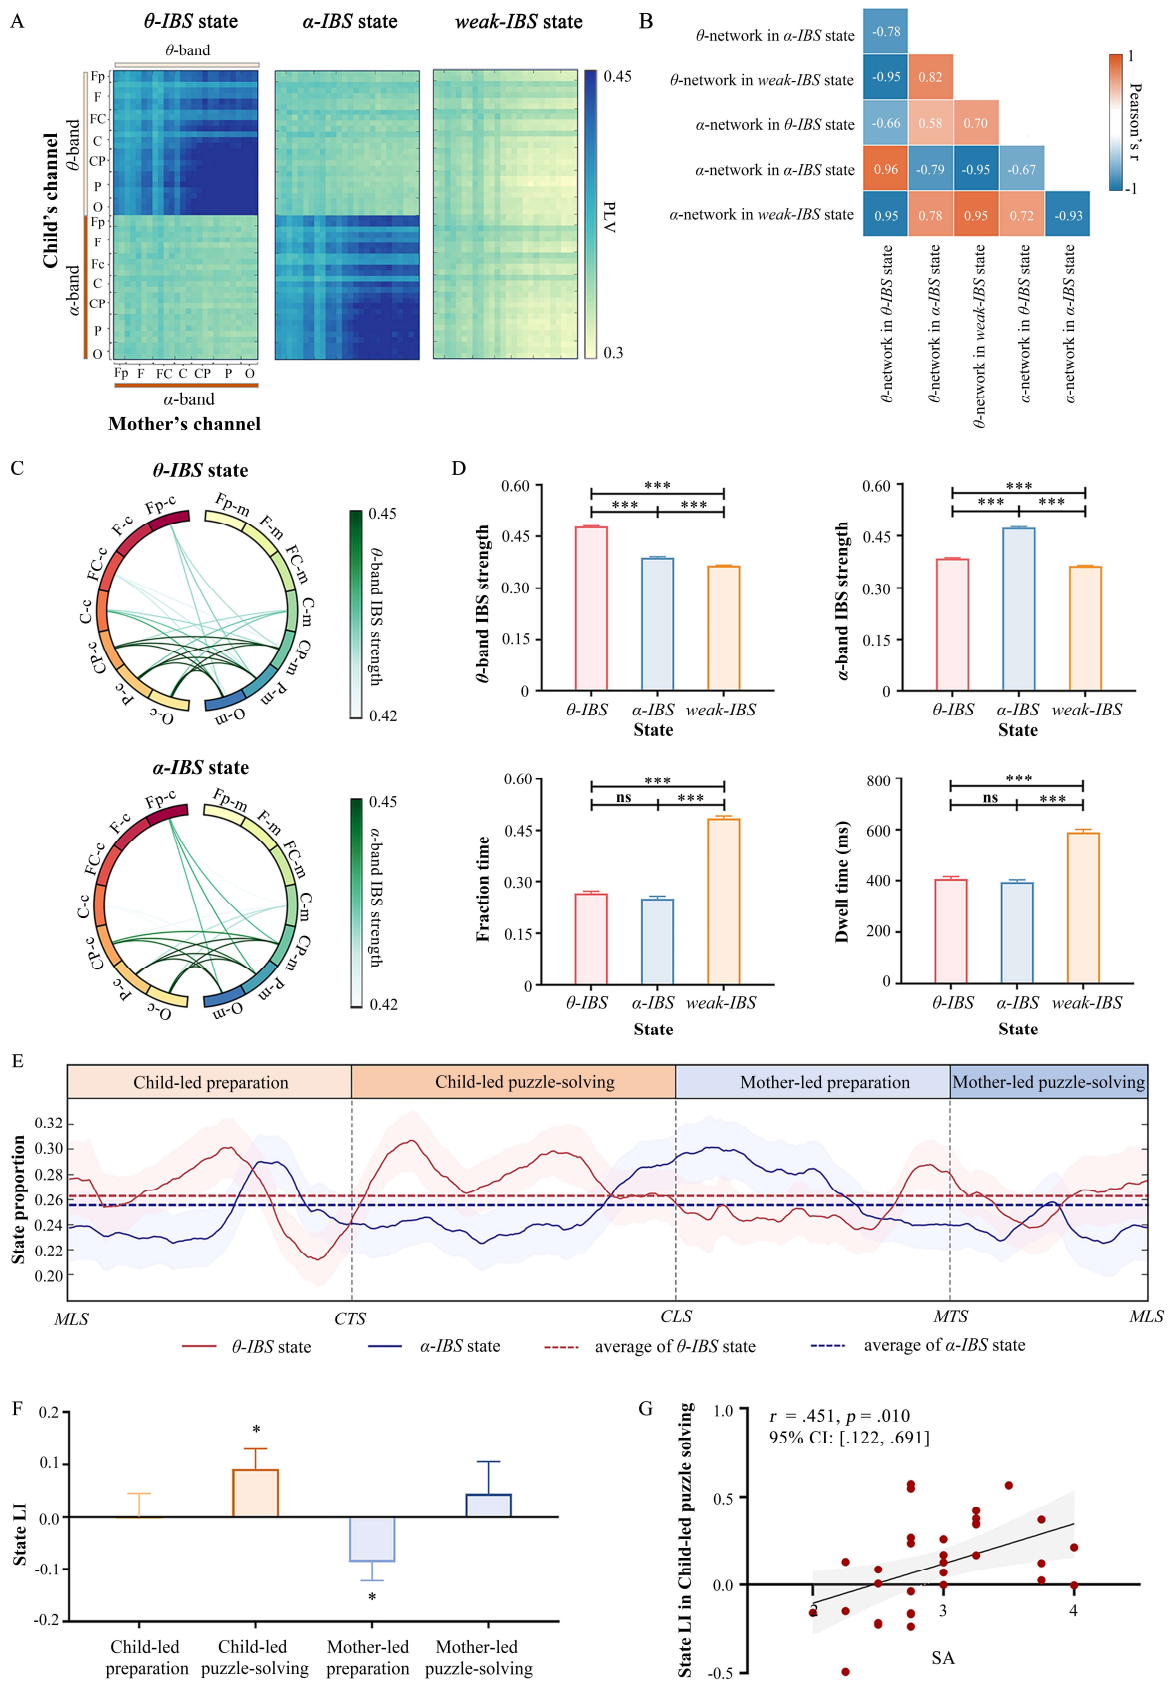 A
θ-IBS state
α-IBS state
weak-IBS state
θ-band
Fp
F
FC
C
CP
P
O
Fp
F
Fc
C
CP
P
O
θ-band
α-band
Child's channel
Fp F FC C CP P O
α-band
Mother's channel
0.45
PLV
0.3
B
θ-network in α-IBS state
-0.78
θ-network in weak-IBS state
-0.95 0.82
α-network in θ-IBS state
-0.66 0.58 0.70
α-network in α-IBS state
0.96 -0.79 -0.95 -0.67
α-network in weak-IBS state
0.95 0.78 0.95 0.72 -0.93
θ-network in θ-IBS state
θ-network in α-IBS state
θ-network in weak-IBS state
α-network in θ-IBS state
α-network in α-IBS state
1
Pearson's r
-1
C
θ-IBS state
Fp-c
F-c
FC-c
C-c
CP-c
P-c
O-c
Fp-m
F-m
FC-m
C-m
CP-m
P-m
O-m
0.45
θ-band IBS strength
0.42
α-IBS state
Fp-c
F-c
FC-c
C-c
CP-c
P-c
O-c
Fp-m
F-m
FC-m
C-m
CP-m
P-m
O-m
0.45
α-band IBS strength
0.42
D
θ-band IBS strength
0.60
0.45
0.30
0.15
0
***
*** ***
θ-IBS α-IBS weak-IBS
State
α-band IBS strength
0.60
0.45
0.30
0.15
0
***
*** ***
θ-IBS α-IBS weak-IBS
State
Fraction time
0.60
0.45
0.30
0.15
0
***
ns ***
θ-IBS α-IBS weak-IBS
State
Dwell time (ms)
800
600
400
200
0
***
ns ***
θ-IBS α-IBS weak-IBS
State
E
Child-led preparation
Child-led puzzle-solving
Mother-led preparation
Mother-led puzzle-solving
State proportion
0.32
0.30
0.28
0.26
0.24
0.22
0.20
MLS CTS CLS MTS MLS
θ-IBS state
α-IBS state
average of θ-IBS state
average of α-IBS state
F
State LI
0.2
0.1
0.0
-0.1
-0.2
*
*
Child-led preparation
Child-led puzzle-solving
Mother-led preparation
Mother-led puzzle-solving
G
State LI in Child-led puzzle solving
r = .451, p = .010
95% CI: [.122, .691]
1.0
0.5
0.0
-0.5
2 3 4
SA